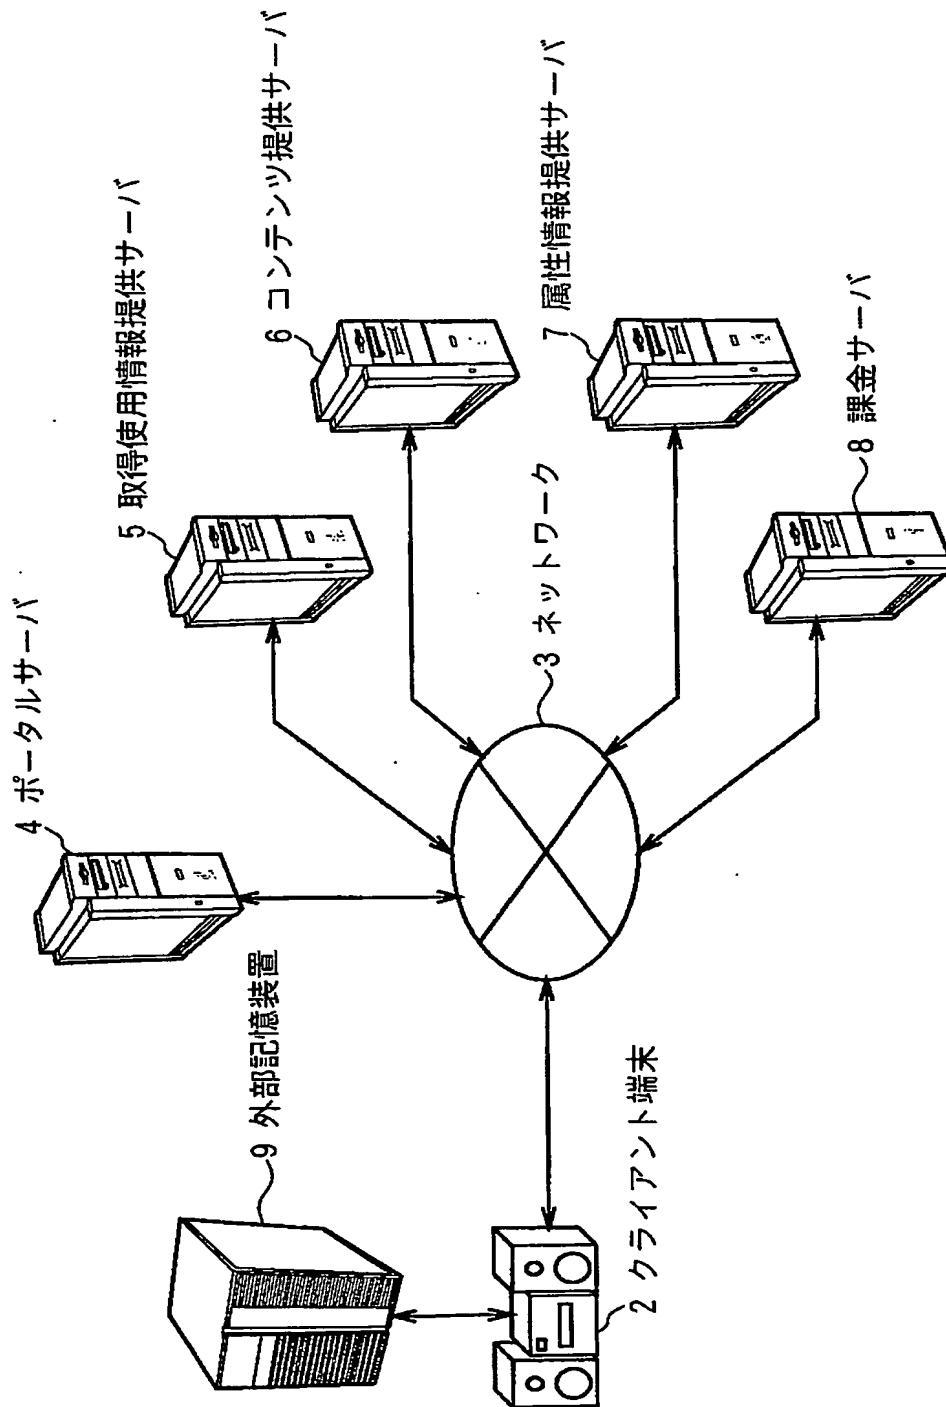 4 ポータルサーバ
5 取得使用情報提供サーバ
6 コンテンツ提供サーバ
9 外部記憶装置
3 ネットワーク
7 属性情報提供サーバ
2 クライアント端末
8 課金サーバ